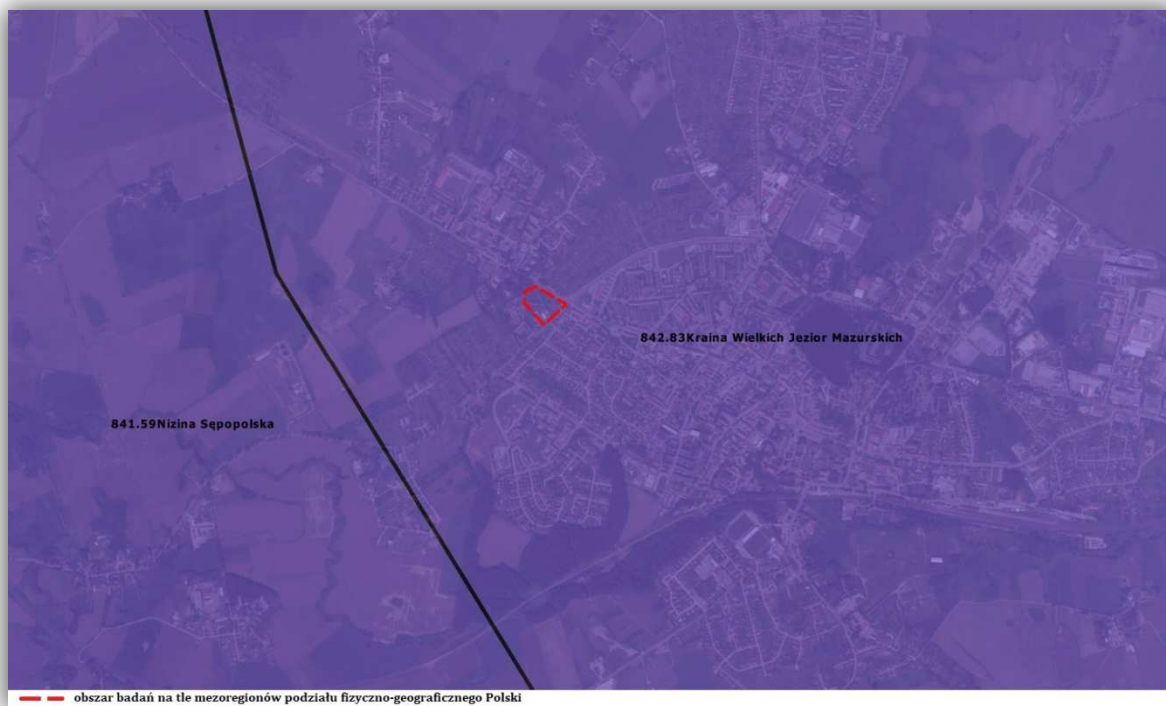 842.83Kraina Wielkich Jezior Mazurskich
841.59Nizina Sępopolska
obszar badań na tle mezoregionów podziału fizyczno-geograficznego Polski